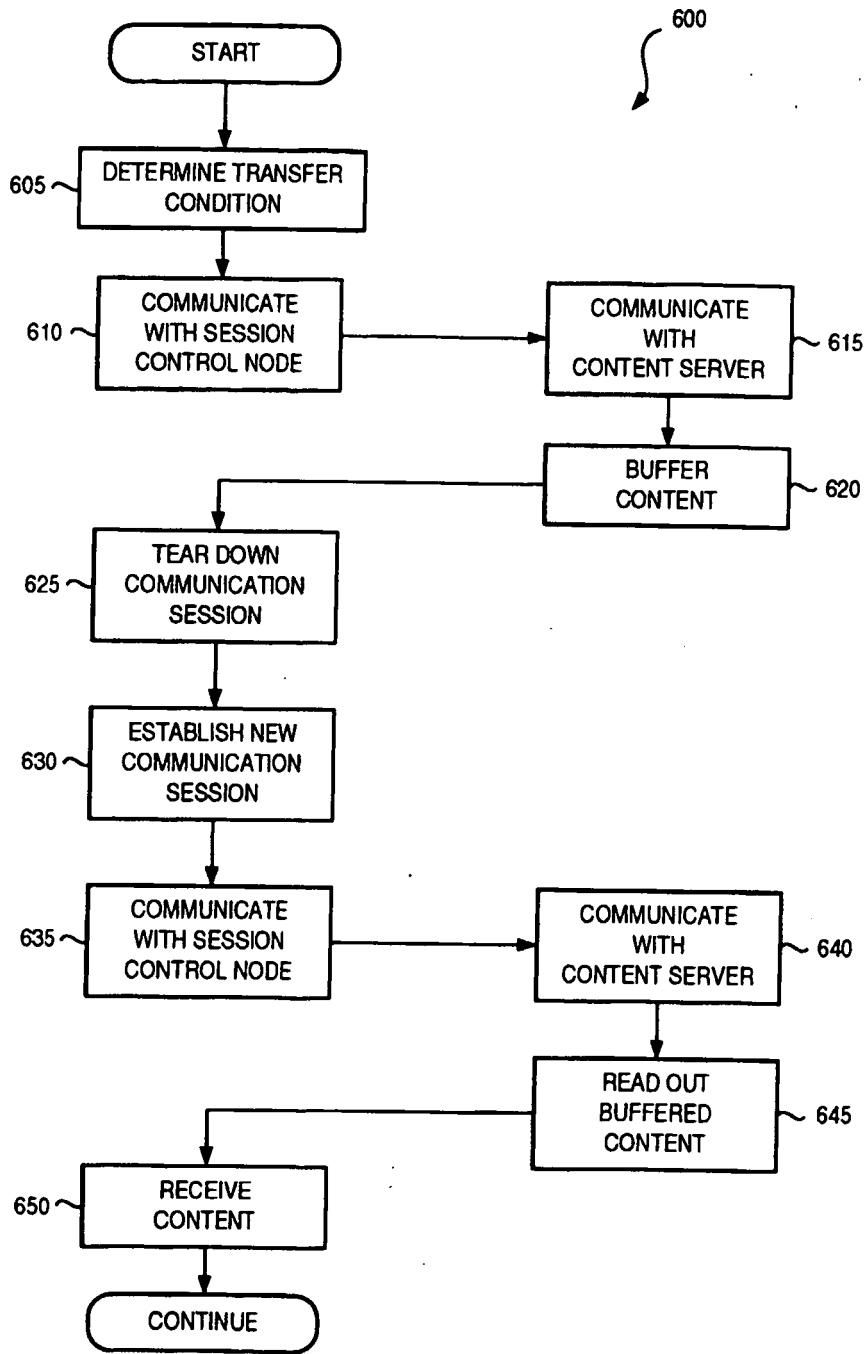 600
START
605
DETERMINE TRANSFER
CONDITION
610
COMMUNICATE
WITH SESSION
CONTROL NODE
COMMUNICATE
WITH
CONTENT SERVER
615
BUFFER
CONTENT
620
625
TEAR DOWN
COMMUNICATION
SESSION
630
ESTABLISH NEW
COMMUNICATION
SESSION
635
COMMUNICATE
WITH SESSION
CONTROL NODE
COMMUNICATE
WITH
CONTENT SERVER
640
READ OUT
BUFFERED
CONTENT
645
650
RECEIVE
CONTENT
CONTINUE